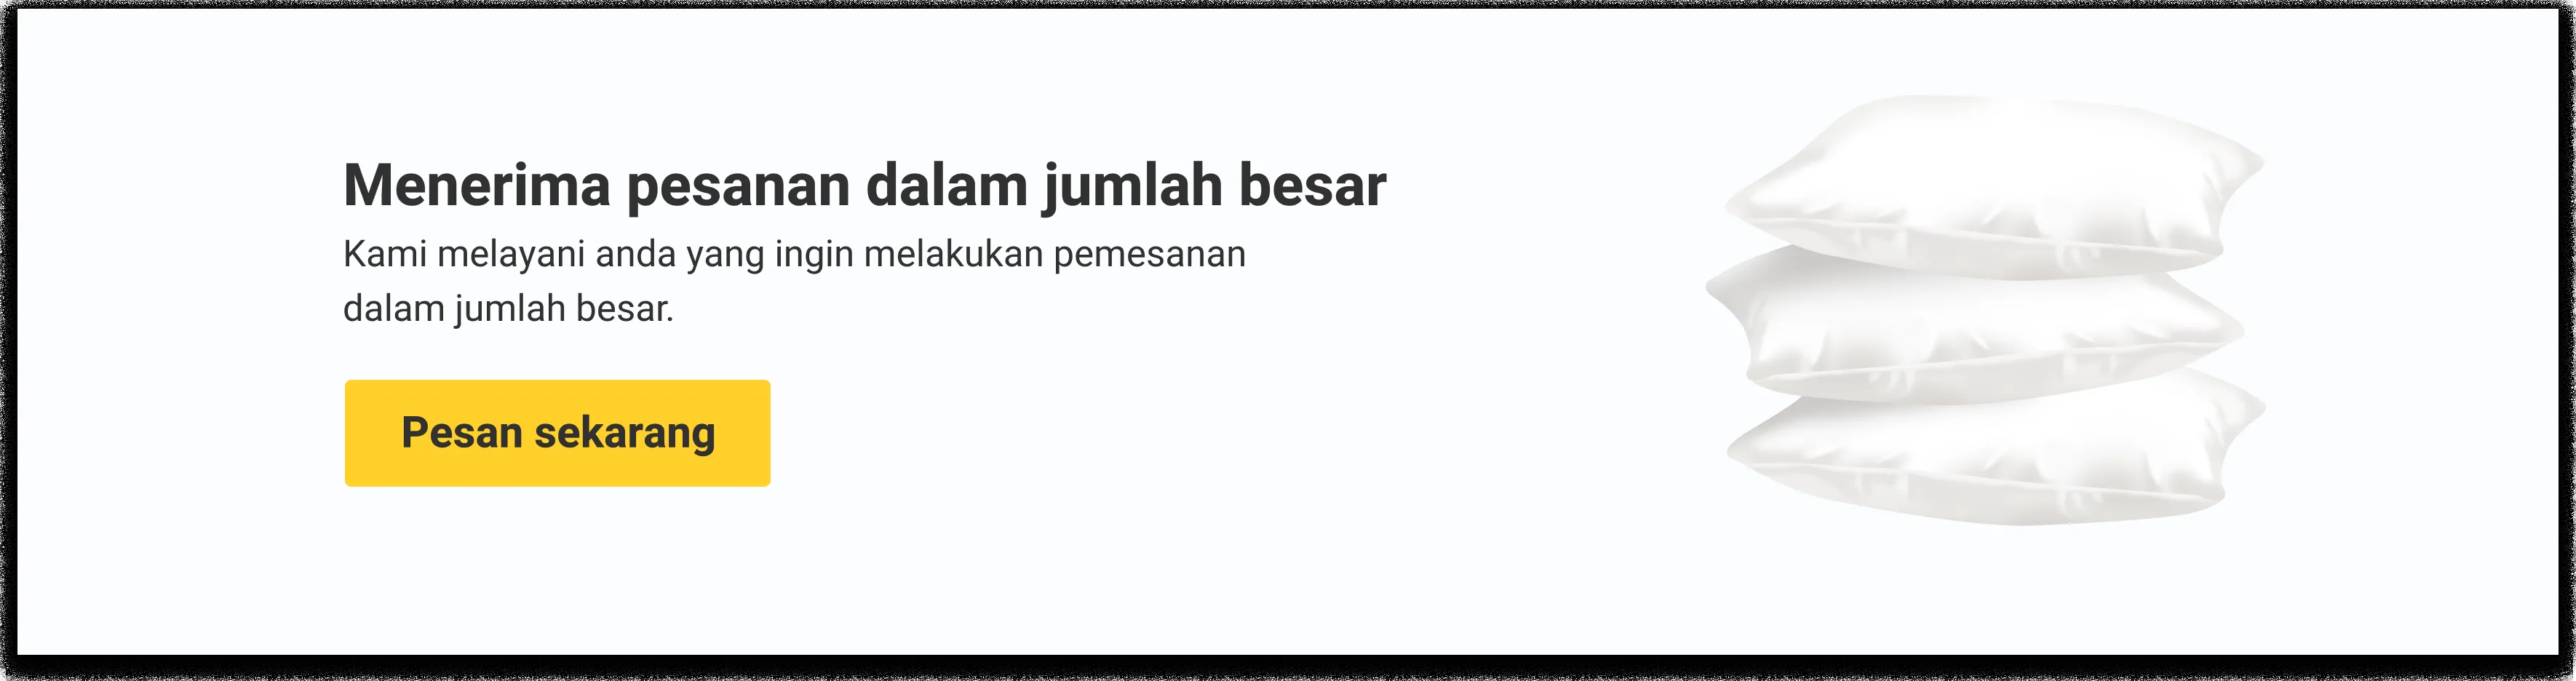 Menerima pesanan dalam jumlah besar
Kami melayani anda yang ingin melakukan pemesanan
dalam jumlah besar.
Pesan sekarang